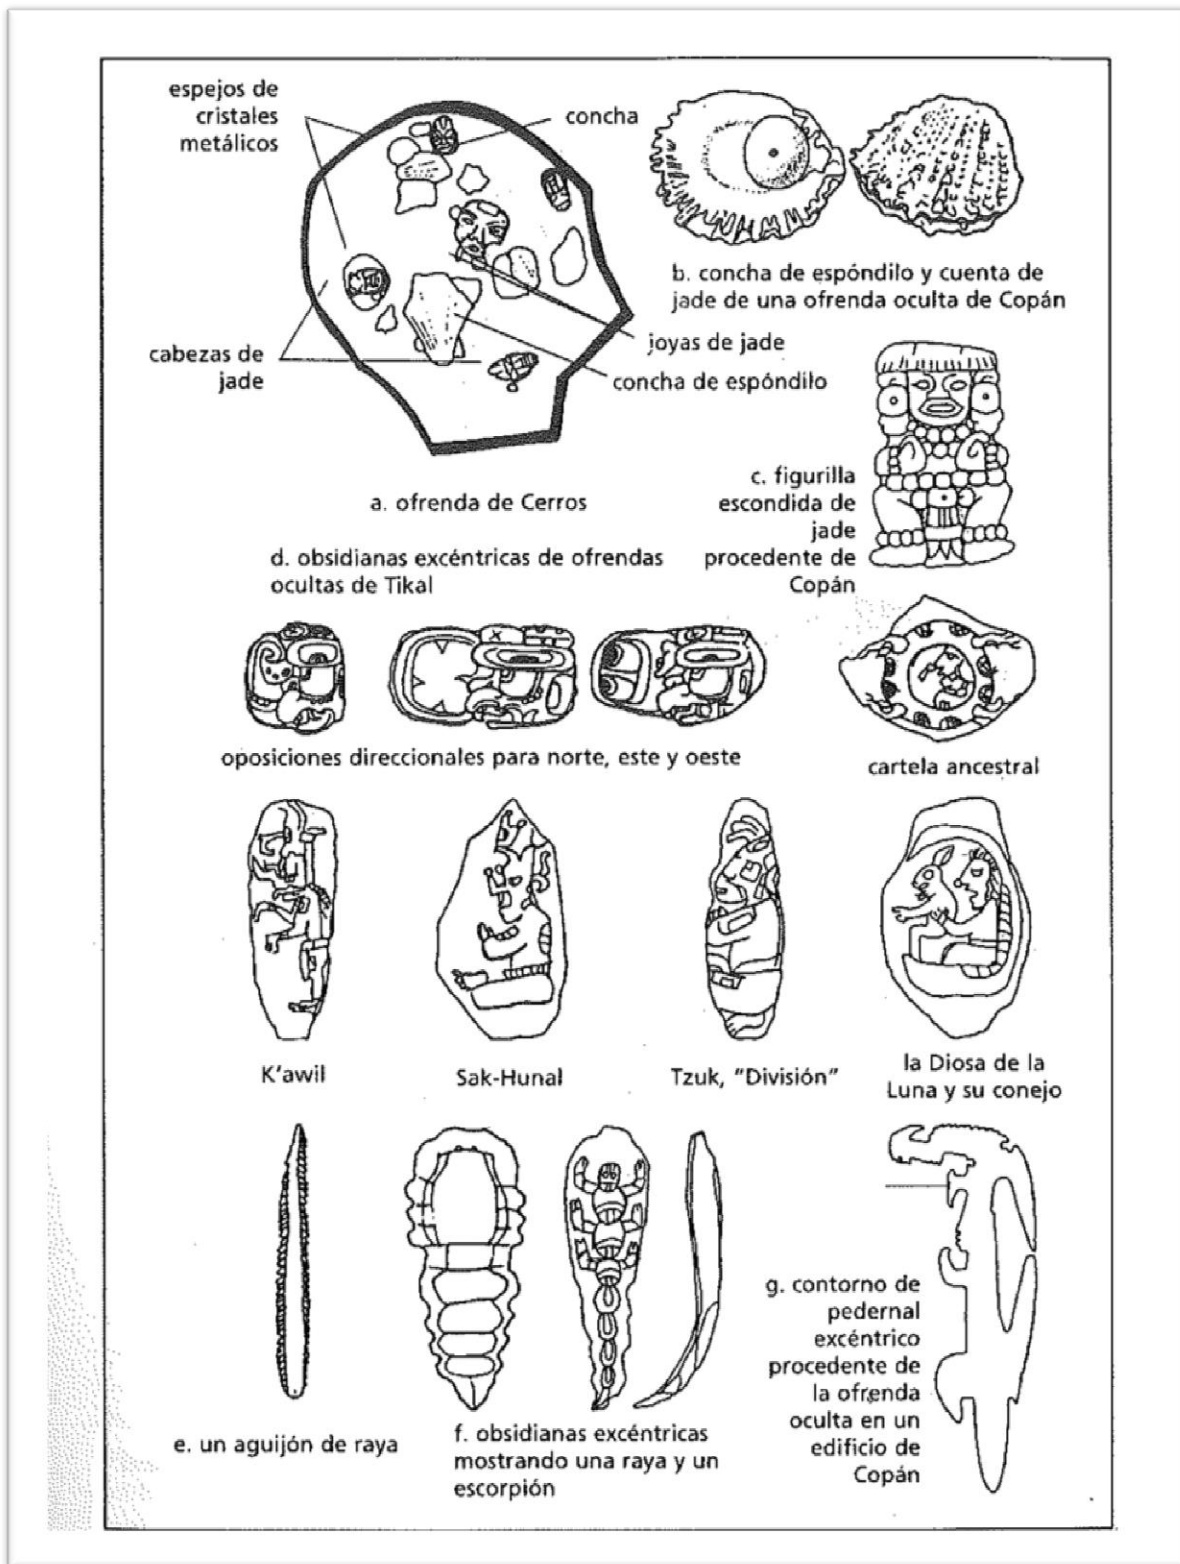 espejos de
cristales
metálicos
concha
cabezas de
jade
joyas de jade
concha de espóndilo
a. ofrenda de Cerros
b. concha de espóndilo y cuenta de
jade de una ofrenda oculta de Copán
c. figurilla
escondida de
jade
procedente de
Copán
d. obsidianas excéntricas de ofrendas
ocultas de Tikal
oposiciones direccionales para norte, este y oeste
cartela ancestral
K'awil
Sak-Hunal
Tzuk, "División"
la Diosa de la
Luna y su conejo
e. un aguijón de raya
f. obsidianas excéntricas
mostrando una raya y un
escorpión
g. contorno de
pedernal
excéntrico
procedente de
la ofrenda
oculta en un
edificio de
Copán